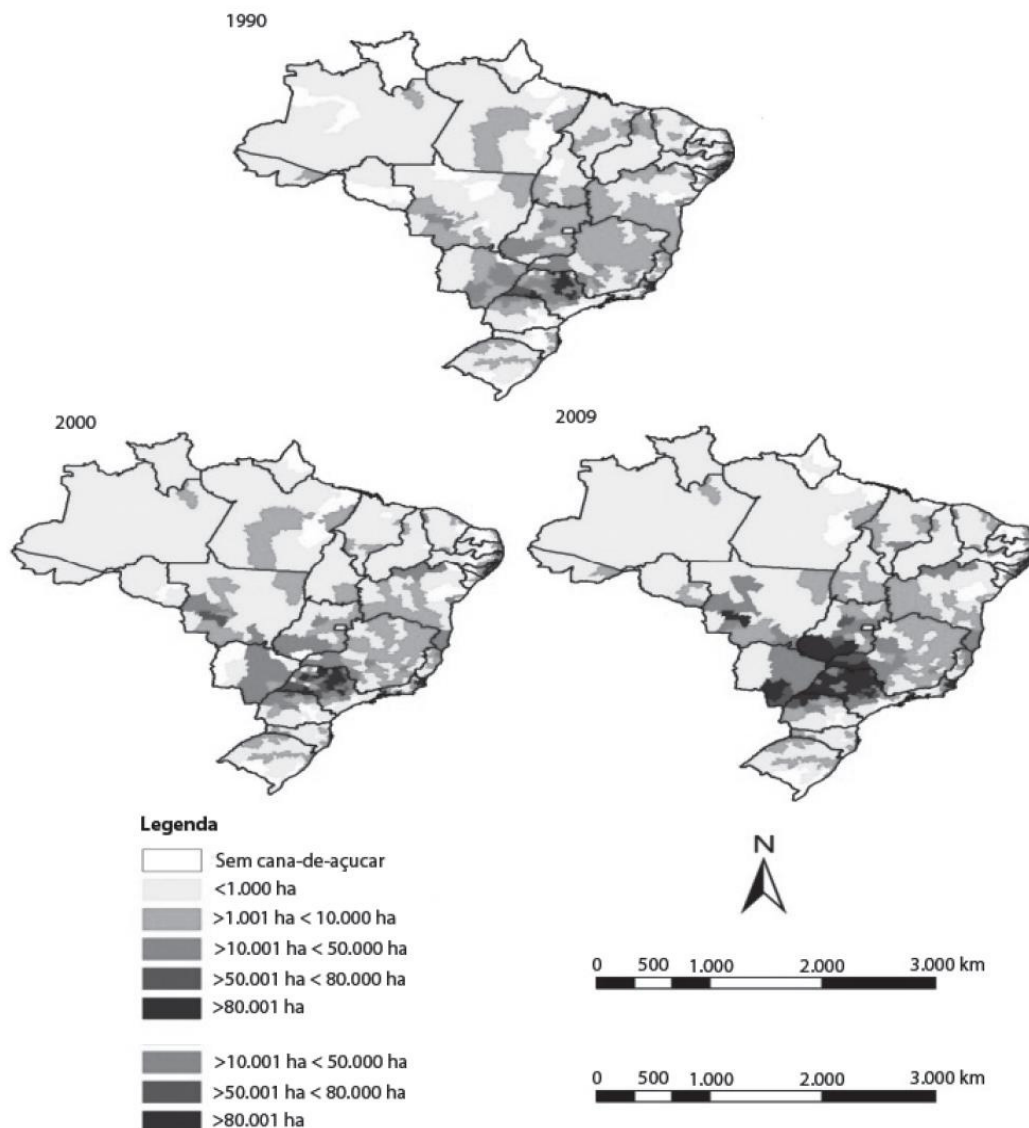 1990
2000
2009
Legenda
Sem cana-de-açucar
<1.000 ha
>1.001 ha < 10.000 ha
>10.001 ha < 50.000 ha
>50.001 ha < 80.000 ha
>80.001 ha
N
0 500 1.000 2.000 3.000 km
>10.001 ha < 50.000 ha
>50.001 ha < 80.000 ha
>80.001 ha
0 500 1.000 2.000 3.000 km